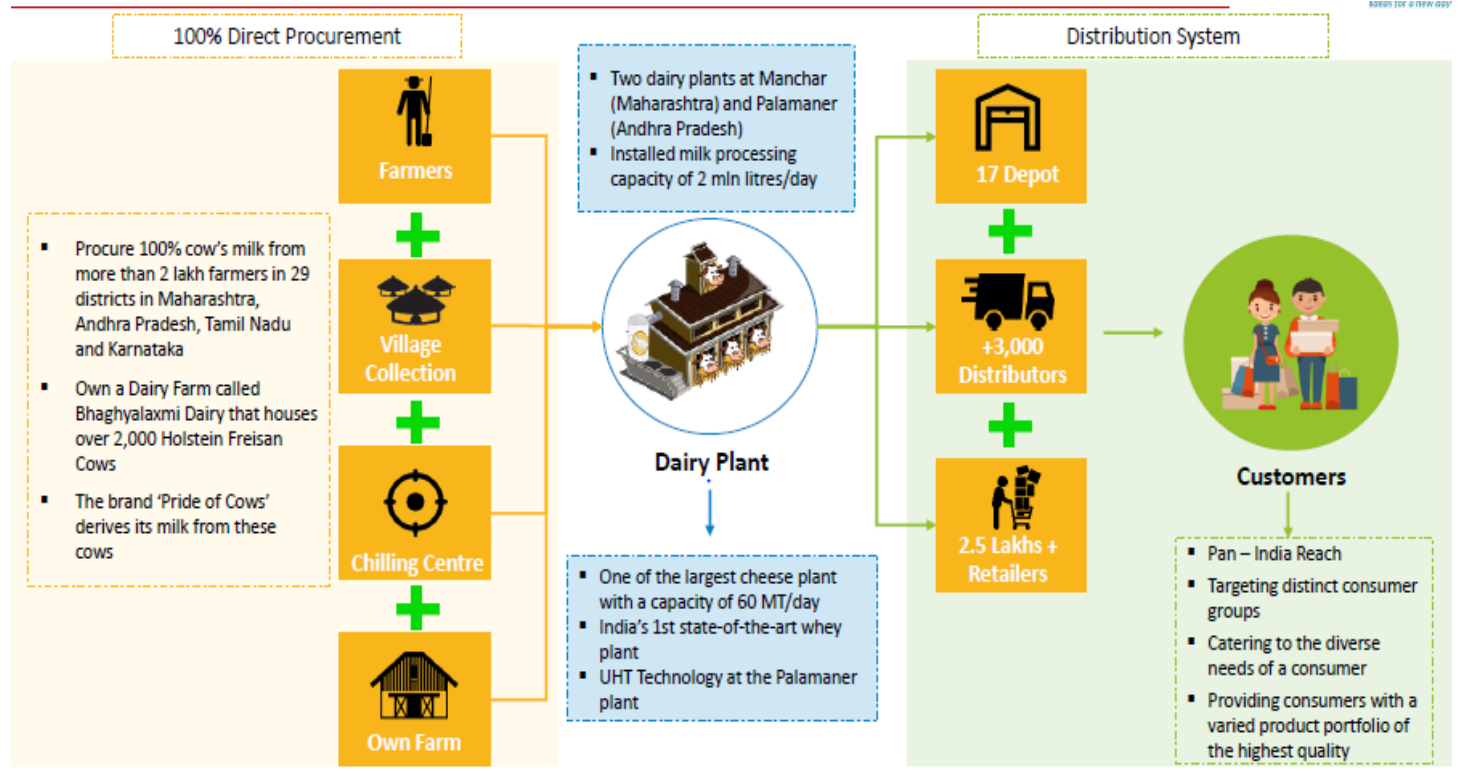 ideas for a new day
100% Direct Procurement
Distribution System
Farmers
Village
Collection
Chilling Centre
Own Farm
▪ Procure 100% cow's milk from
more than 2 lakh farmers in 29
districts in Maharashtra,
Andhra Pradesh, Tamil Nadu
and Karnataka
▪ Own a Dairy Farm called
Bhaghyalaxmi Dairy that houses
over 2,000 Holstein Freisan
Cows
▪ The brand 'Pride of Cows'
derives its milk from these
cows
▪ Two dairy plants at Manchar
(Maharashtra) and Palamaner
(Andhra Pradesh)
▪ Installed milk processing
capacity of 2 mln litres/day
Dairy Plant
▪ One of the largest cheese plant
with a capacity of 60 MT/day
▪ India's 1st state-of-the-art whey
plant
▪ UHT Technology at the Palamaner
plant
17 Depot
+3,000
Distributors
2.5 Lakhs +
Retailers
Customers
▪ Pan – India Reach
▪ Targeting distinct consumer
groups
▪ Catering to the diverse
needs of a consumer
▪ Providing consumers with a
varied product portfolio of
the highest quality